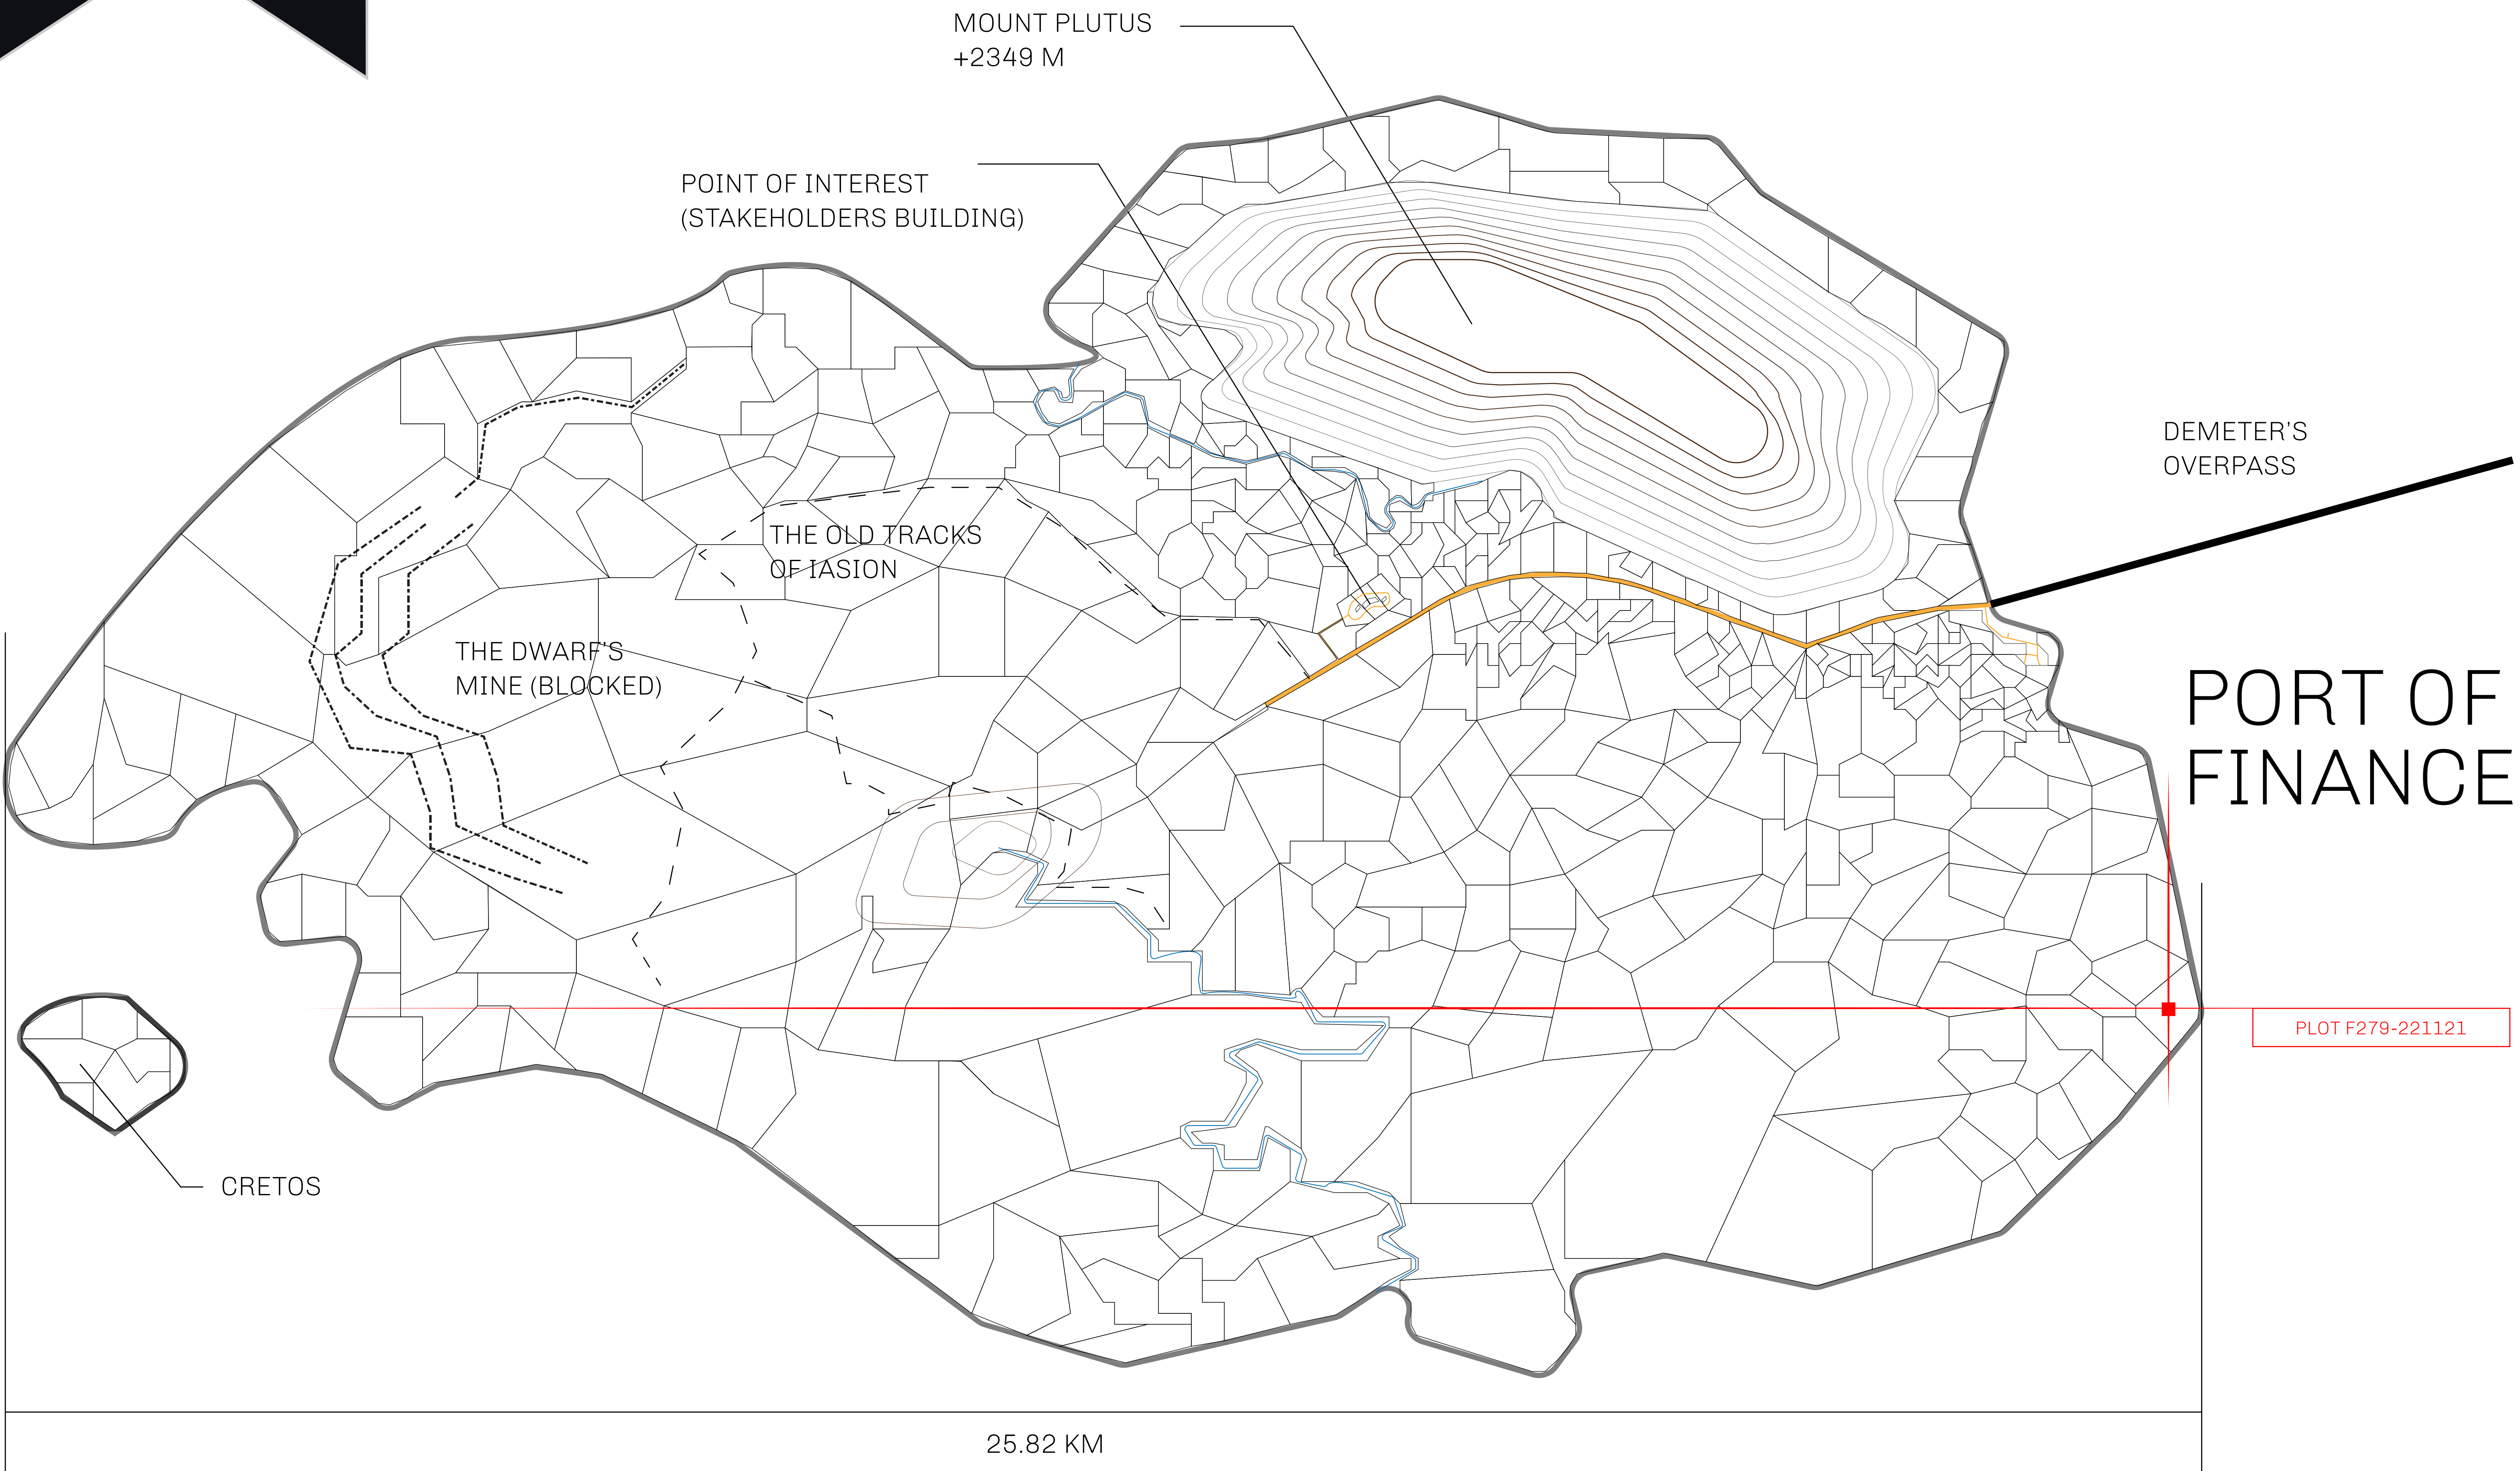 MOUNT PLUTUS
+2349 M
POINT OF INTEREST
(STAKEHOLDERS BUILDING)
DEMETER'S
OVERPASS
THE OLD TRACKS
OF IASION
THE DWARF'S
MINE (BLOCKED)
PORT OF
FINANCE
PLOT F279-221121
CRETOS
25.82 KM